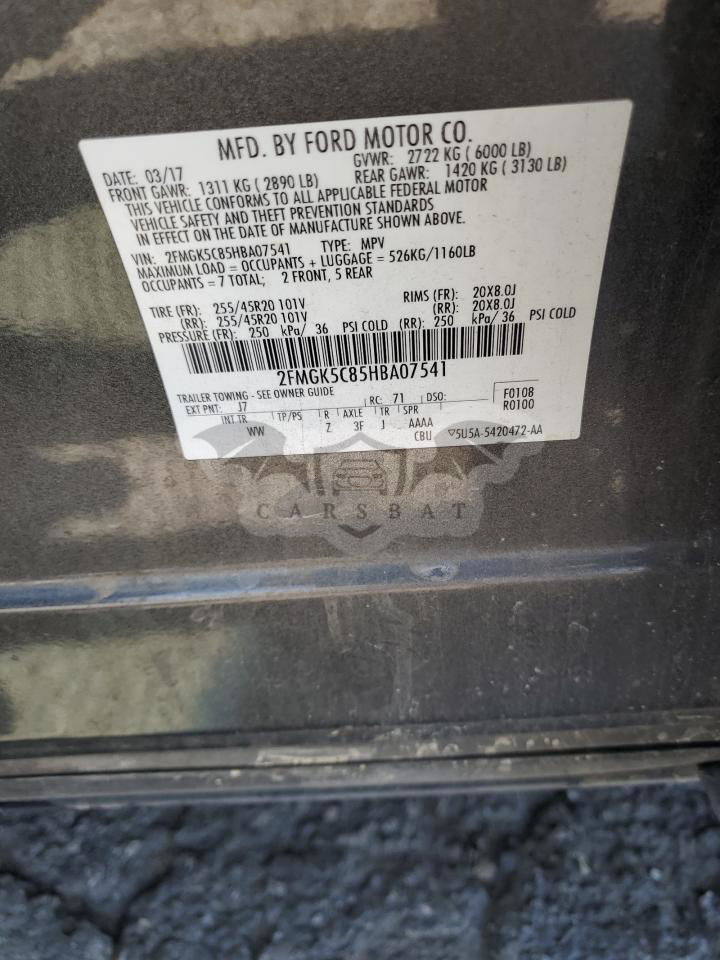 MFD. BY FORD MOTOR CO.
DATE: 03/17 GVWR: 2722 KG ( 6000 LB)
FRONT GAWR: 1311 KG ( 2890 LB) REAR GAWR: 1420 KG ( 3130 LB)
THIS VEHICLE CONFORMS TO ALL APPLICABLE FEDERAL MOTOR
VEHICLE SAFETY AND THEFT PREVENTION STANDARDS
IN EFFECT ON THE DATE OF MANUFACTURE SHOWN ABOVE.
VIN: 2FMGK5C85HBA07541 TYPE: MPV
MAXIMUM LOAD = OCCUPANTS + LUGGAGE = 526KG/1160LB
OCCUPANTS = 7 TOTAL; 2 FRONT, 5 REAR
TIRE (FR): 255/45R20 101V RIMS (FR): 20X8.0J
(RR): 255/45R20 101V (RR): 20X8.0J
PRESSURE (FR): 250 kPa/ 36 PSI COLD (RR): 250 kPa/ 36 PSI COLD
2FMGK5C85HBA07541
TRAILER TOWING - SEE OWNER GUIDE
EXT PNT: J7 RC: 71 DSO: F0108
R0100
INT TR TP/PS R AXLE TR SPR
WW Z 3F J AAAA
CBU ▽5U5A-5420472-AA
CARSBAT